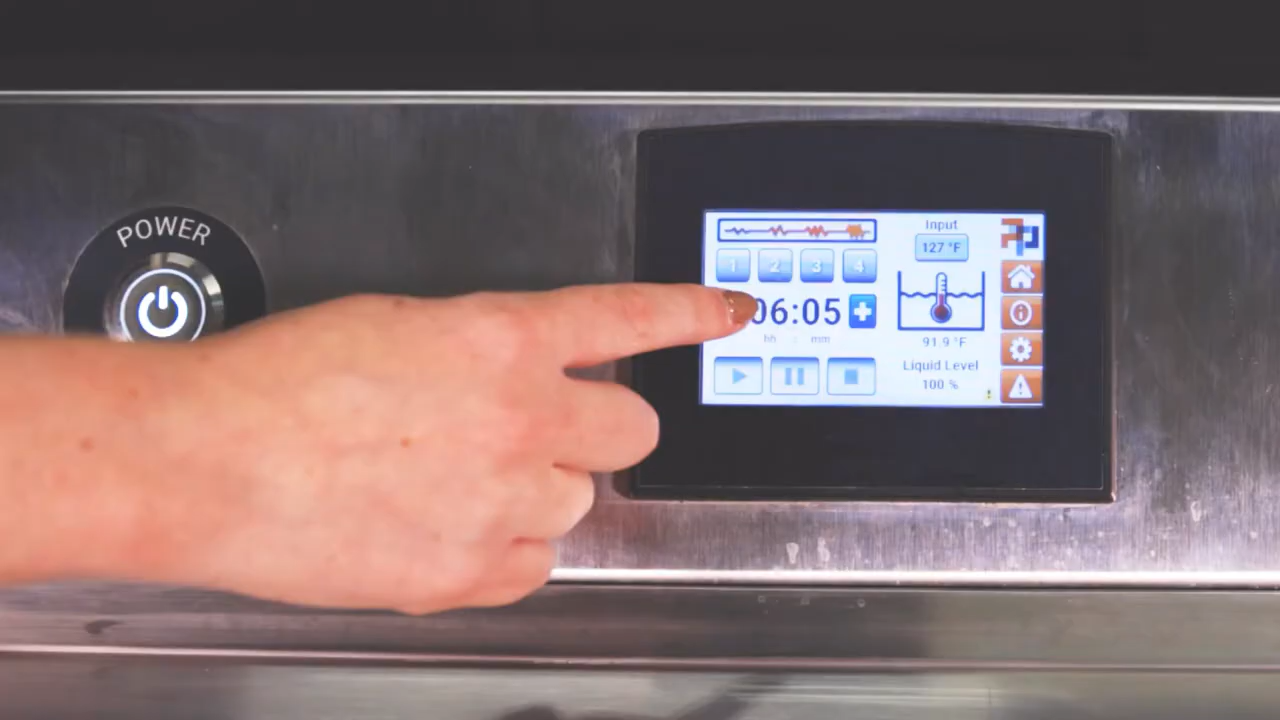 POWER
Input
127 °F
1 2 3 4
06:05
hh : mm
91.9 °F
Liquid Level
100 %